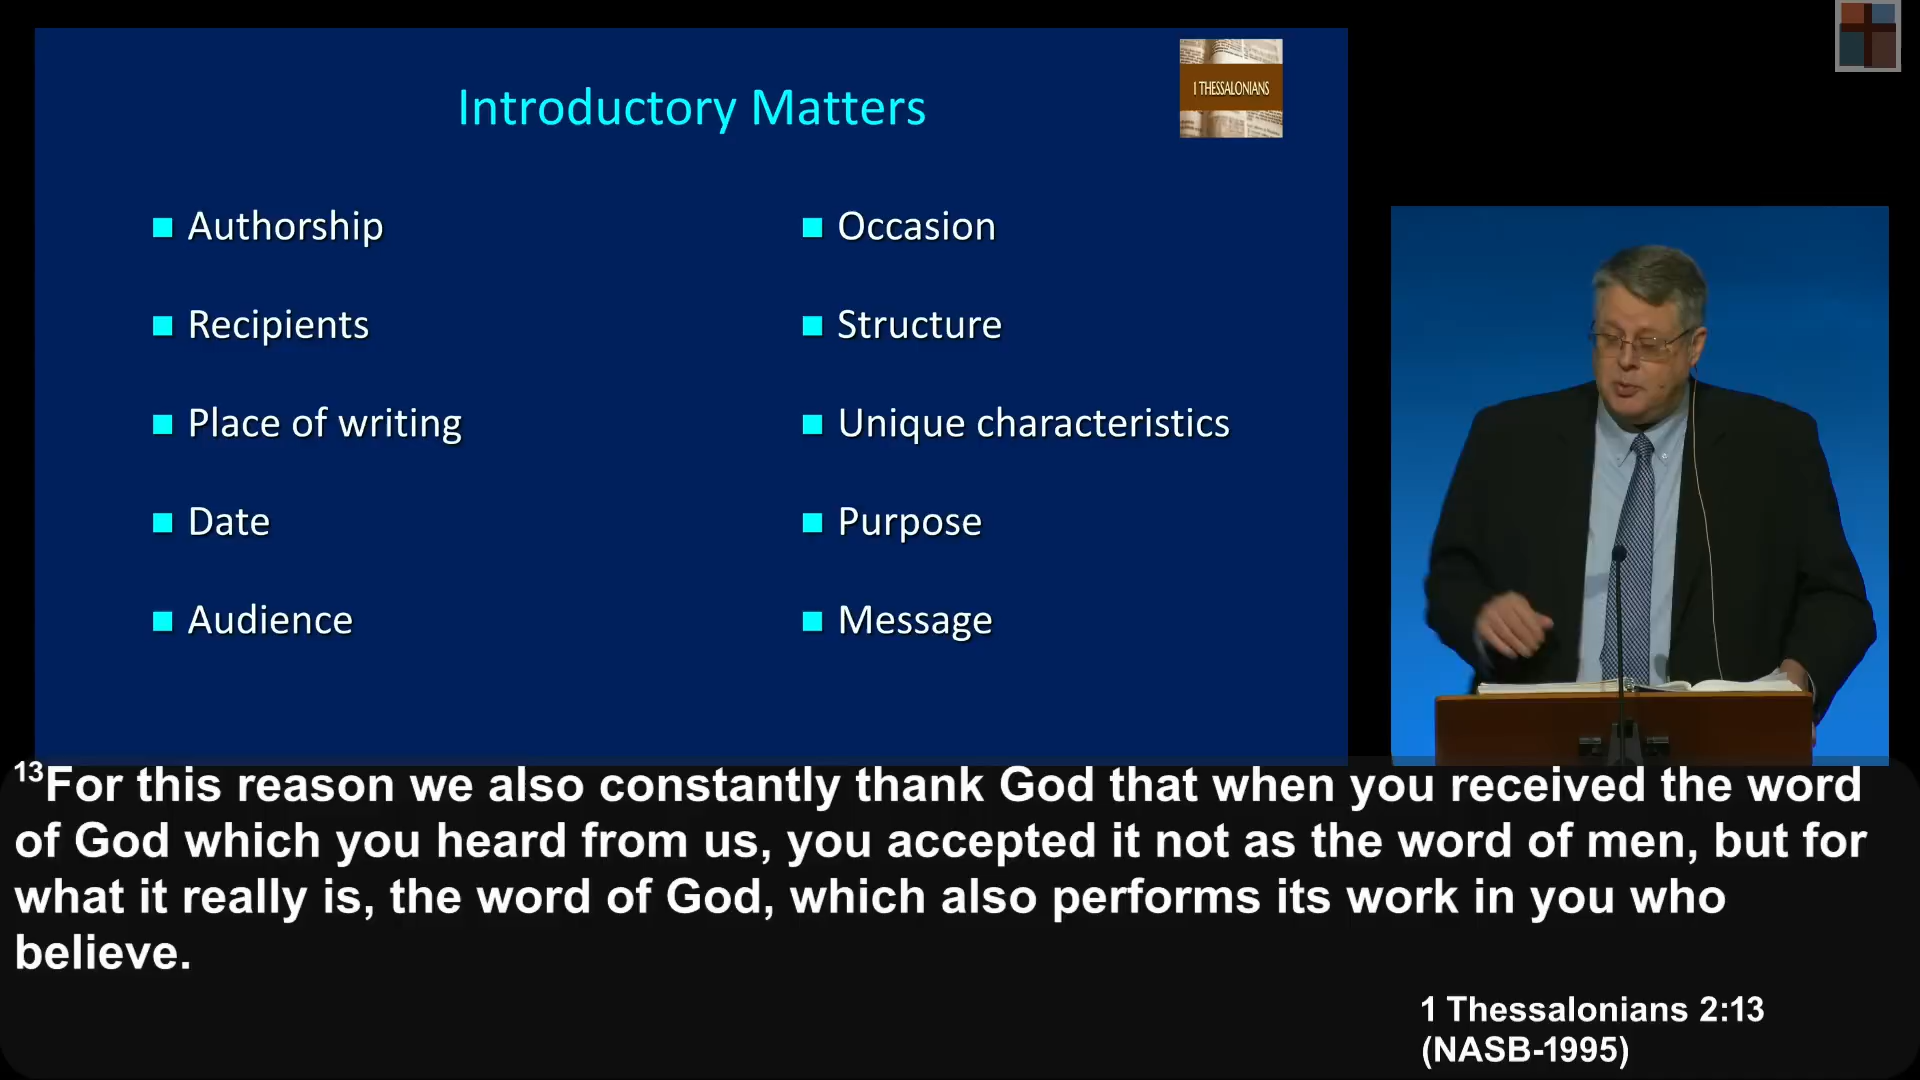 Introductory Matters
1 THESSALONIANS
Authorship
Recipients
Place of writing
Date
Audience
Occasion
Structure
Unique characteristics
Purpose
Message
13For this reason we also constantly thank God that when you received the word
of God which you heard from us, you accepted it not as the word of men, but for
what it really is, the word of God, which also performs its work in you who
believe.
1 Thessalonians 2:13
(NASB-1995)